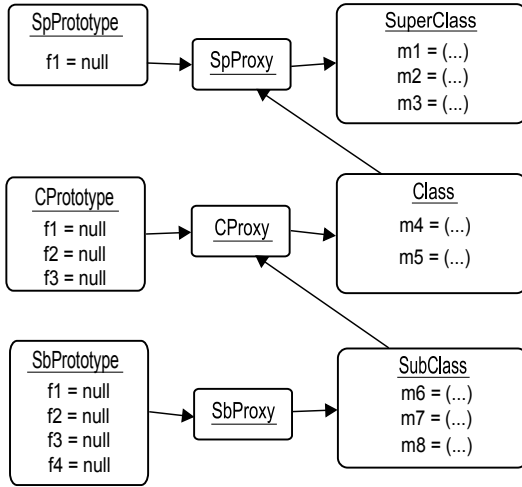 SpPrototype
f1 = null
SpProxy
SuperClass
m1 = (...)
m2 = (...)
m3 = (...)
CPrototype
f1 = null
f2 = null
f3 = null
CProxy
Class
m4 = (...)
m5 = (...)
SbPrototype
f1 = null
f2 = null
f3 = null
f4 = null
SbProxy
SubClass
m6 = (...)
m7 = (...)
m8 = (...)